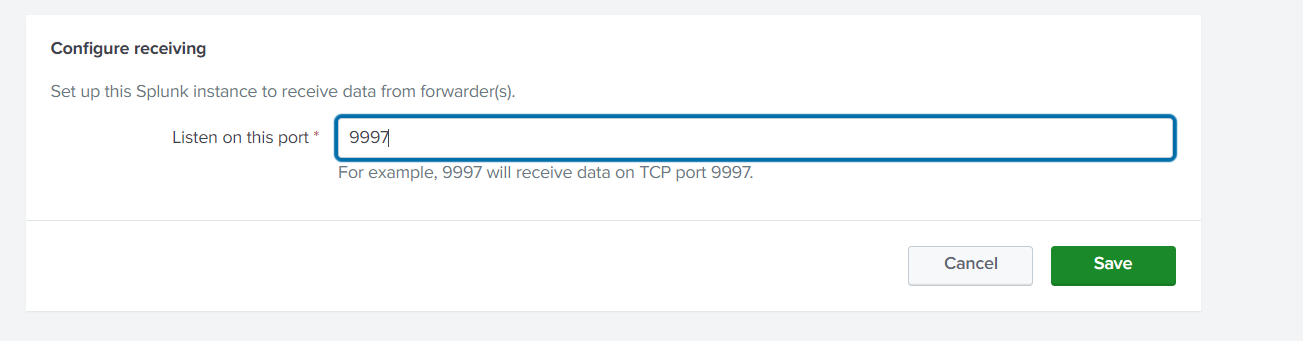 Configure receiving
Set up this Splunk instance to receive data from forwarder(s).
Listen on this port * 9997
For example, 9997 will receive data on TCP port 9997.
Cancel Save